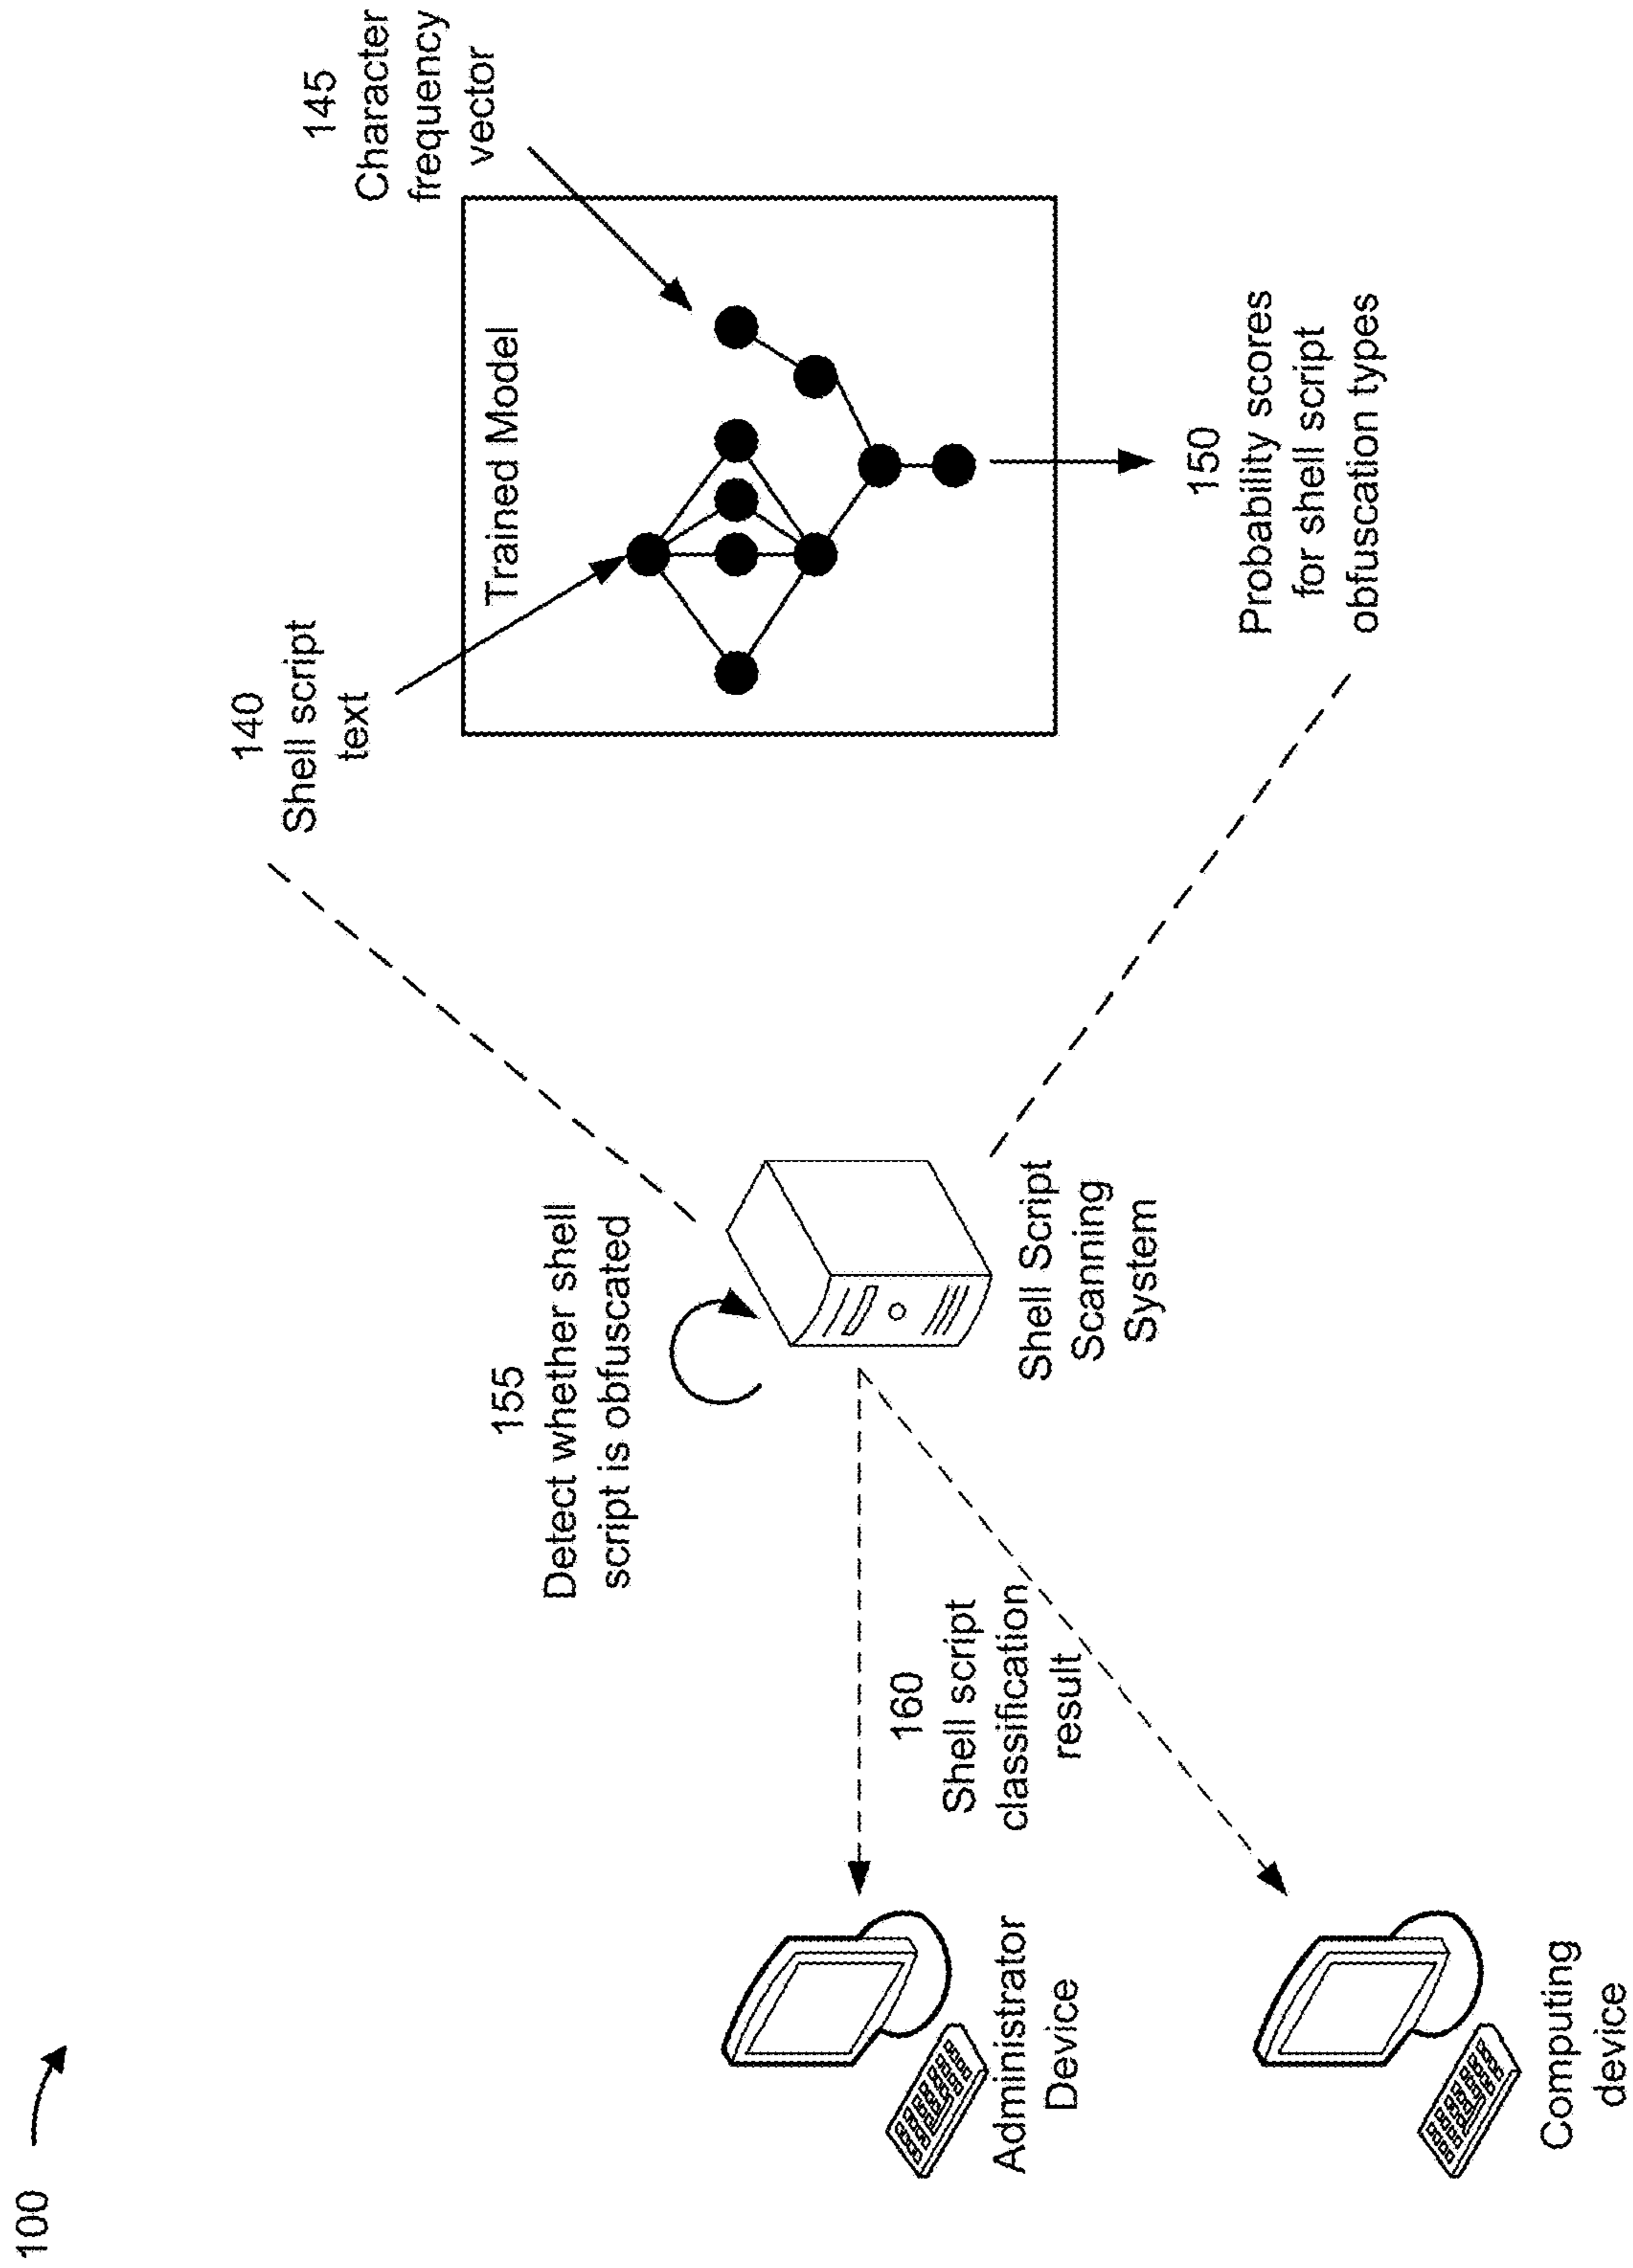 100
140
Shell script
text
145
Character
frequency
vector
Trained Model
155
Detect whether shell
script is obfuscated
160
Shell script
classification
result
Administrator
Device
Shell Script
Scanning
System
150
Probability scores
for shell script
obfuscation types
Computing
device